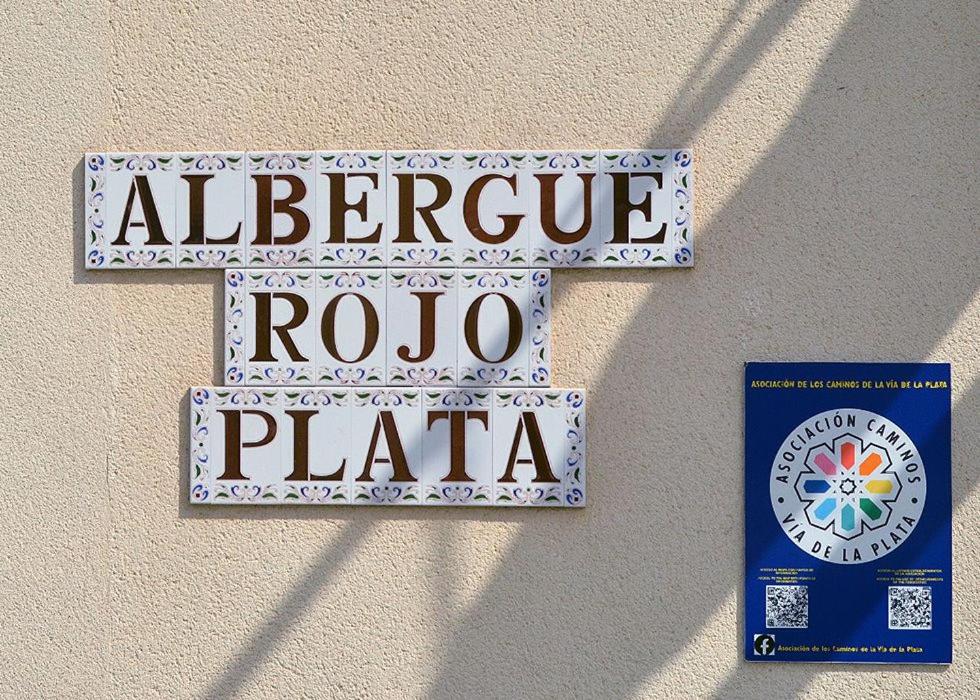 ALBERGUE
ROJO
PLATA
ASOCIACIÓN DE LOS CAMINOS DE LA VÍA DE LA PLATA
ASOCIACIÓN CAMINOS
• VÍA DE LA PLATA •
f Asociación de los Caminos de la Vía de la Plata